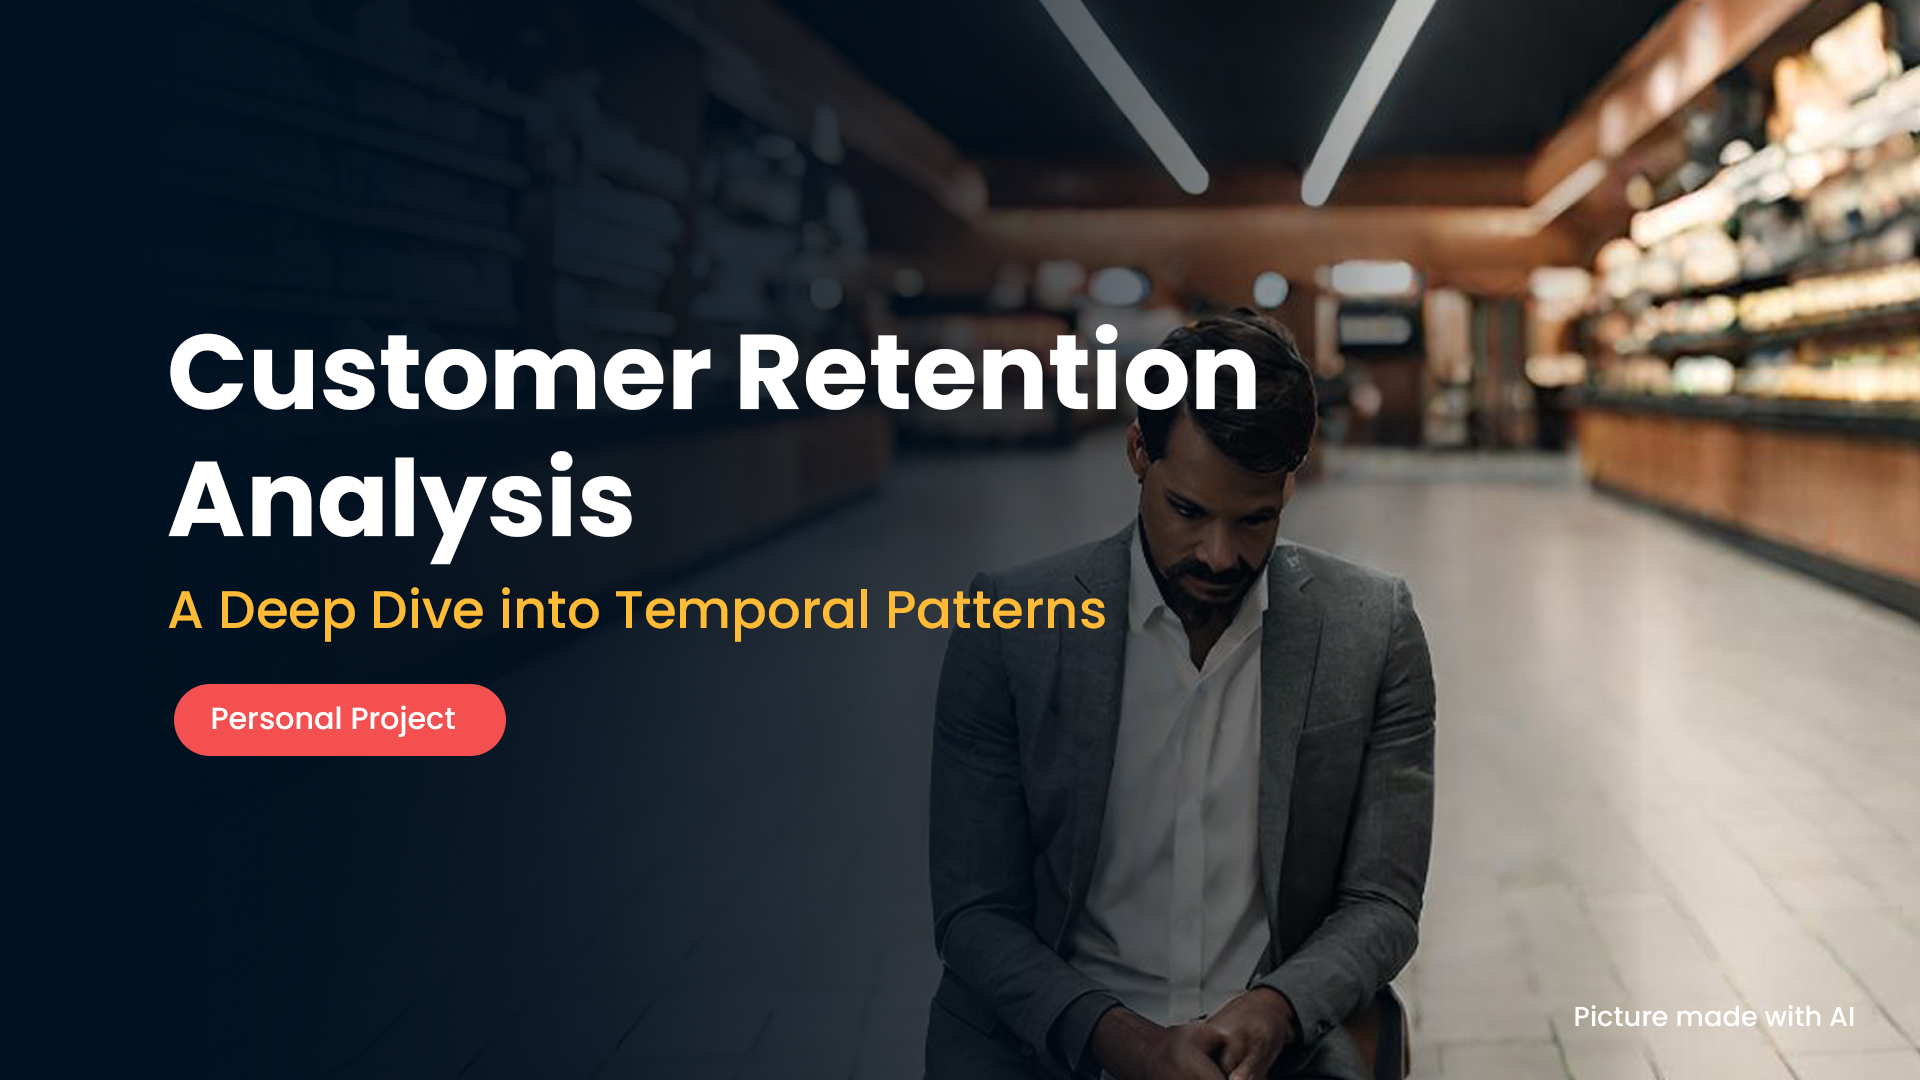 Customer Retention
Analysis
A Deep Dive into Temporal Patterns
Personal Project
Picture made with AI